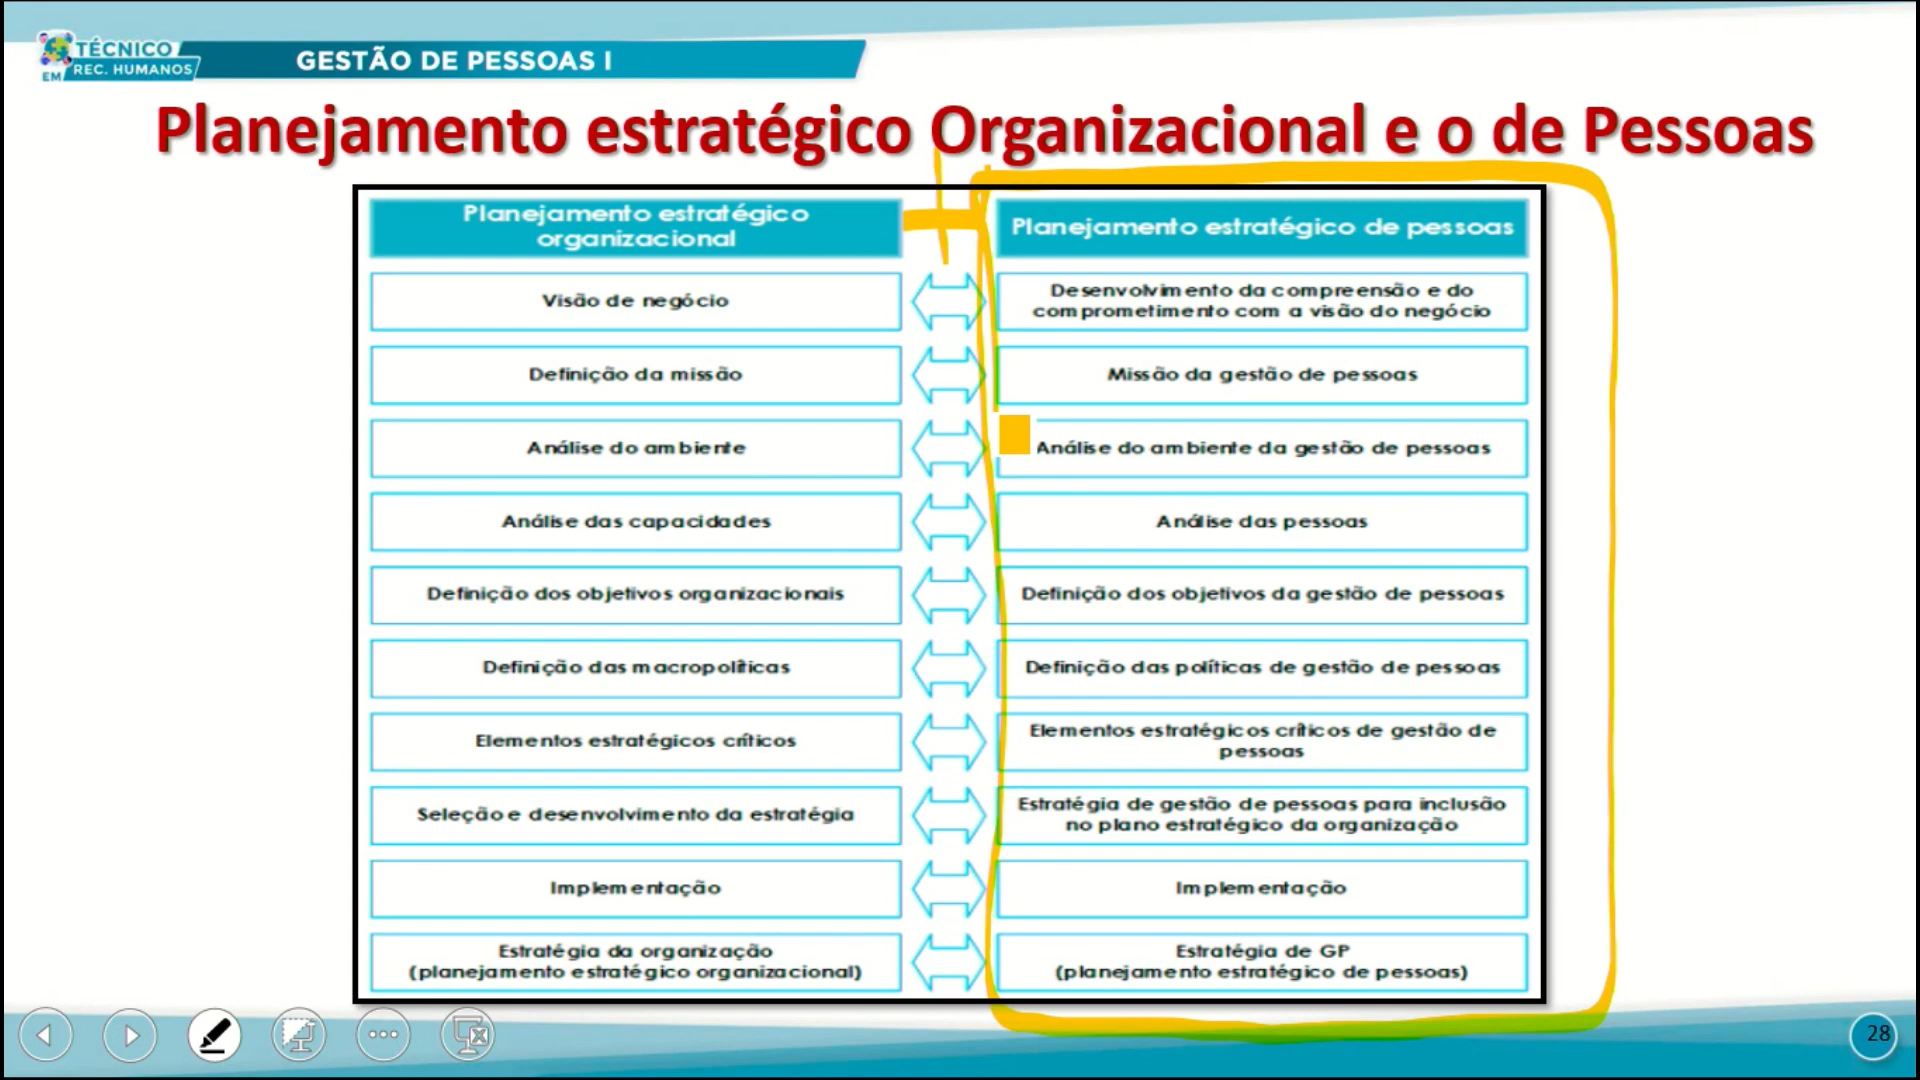 TÉCNICO
EM REC. HUMANOS
GESTÃO DE PESSOAS I
Planejamento estratégico Organizacional e o de Pessoas
Planejamento estratégico
organizacional
Planejamento estratégico de pessoas
Visão de negócio
Desenvolvimento da compreensão e do
comprometimento com a visão do negócio
Definição da missão
Missão da gestão de pessoas
Análise do ambiente
Análise do ambiente da gestão de pessoas
Análise das capacidades
Análise das pessoas
Definição dos objetivos organizacionais
Definição dos objetivos da gestão de pessoas
Definição das macropolíticas
Definição das políticas de gestão de pessoas
Elementos estratégicos críticos
Elementos estratégicos críticos de gestão de
pessoas
Seleção e desenvolvimento da estratégia
Estratégia de gestão de pessoas para inclusão
no plano estratégico da organização
Implementação
Implementação
Estratégia da organização
(planejamento estratégico organizacional)
Estratégia de GP
(planejamento estratégico de pessoas)
28